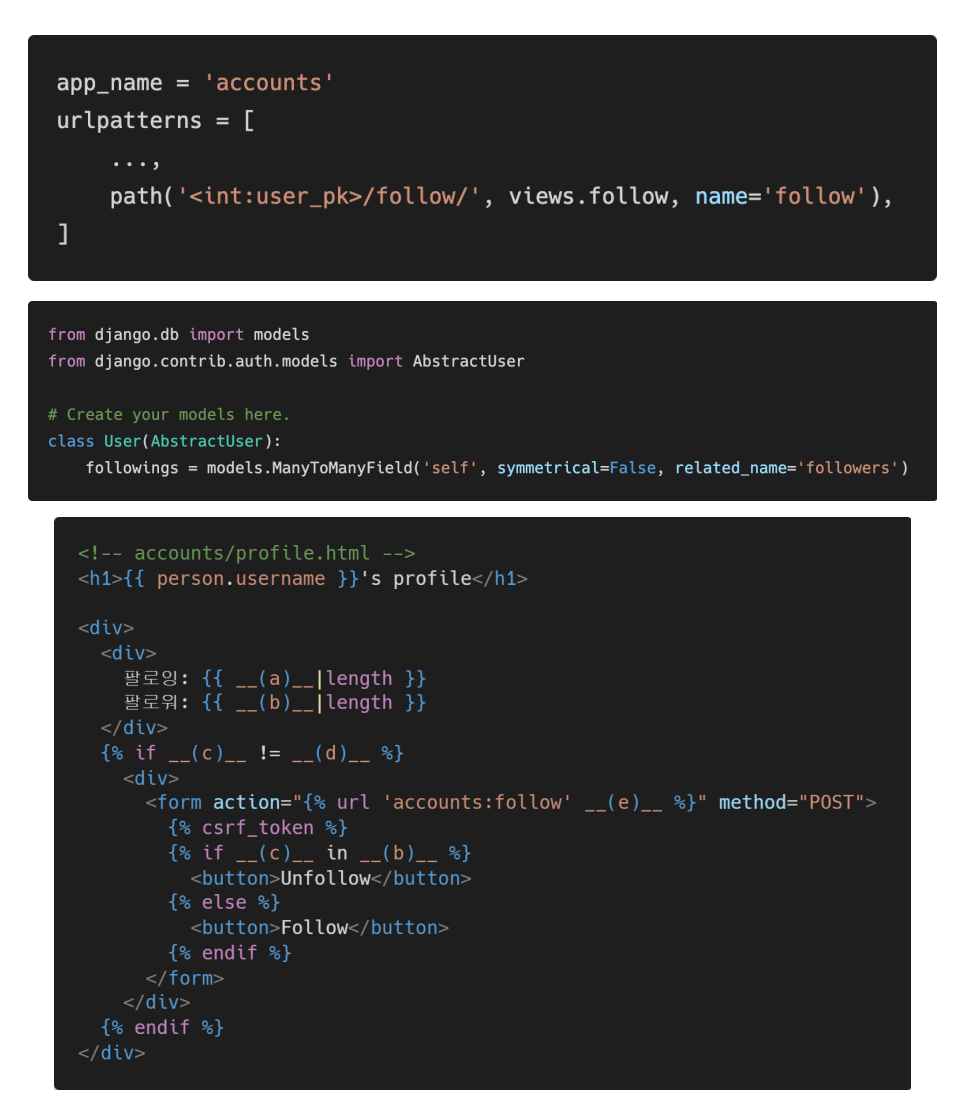 app_name = 'accounts'
urlpatterns = [
    ...,
    path('<int:user_pk>/follow/', views.follow, name='follow'),
]
from django.db import models
from django.contrib.auth.models import AbstractUser
# Create your models here.
class User(AbstractUser):
    followings = models.ManyToManyField('self', symmetrical=False, related_name='followers')
<!-- accounts/profile.html -->
<h1>{{ person.username }}'s profile</h1>
<div>
  <div>
    팔로잉: {{ __(a)__|length }}
    팔로워: {{ __(b)__|length }}
  </div>
  {% if __(c)__ != __(d)__ %}
    <div>
      <form action="{% url 'accounts:follow' __(e)__ %}" method="POST">
        {% csrf_token %}
        {% if __(c)__ in __(b)__ %}
          <button>Unfollow</button>
        {% else %}
          <button>Follow</button>
        {% endif %}
      </form>
    </div>
  {% endif %}
</div>